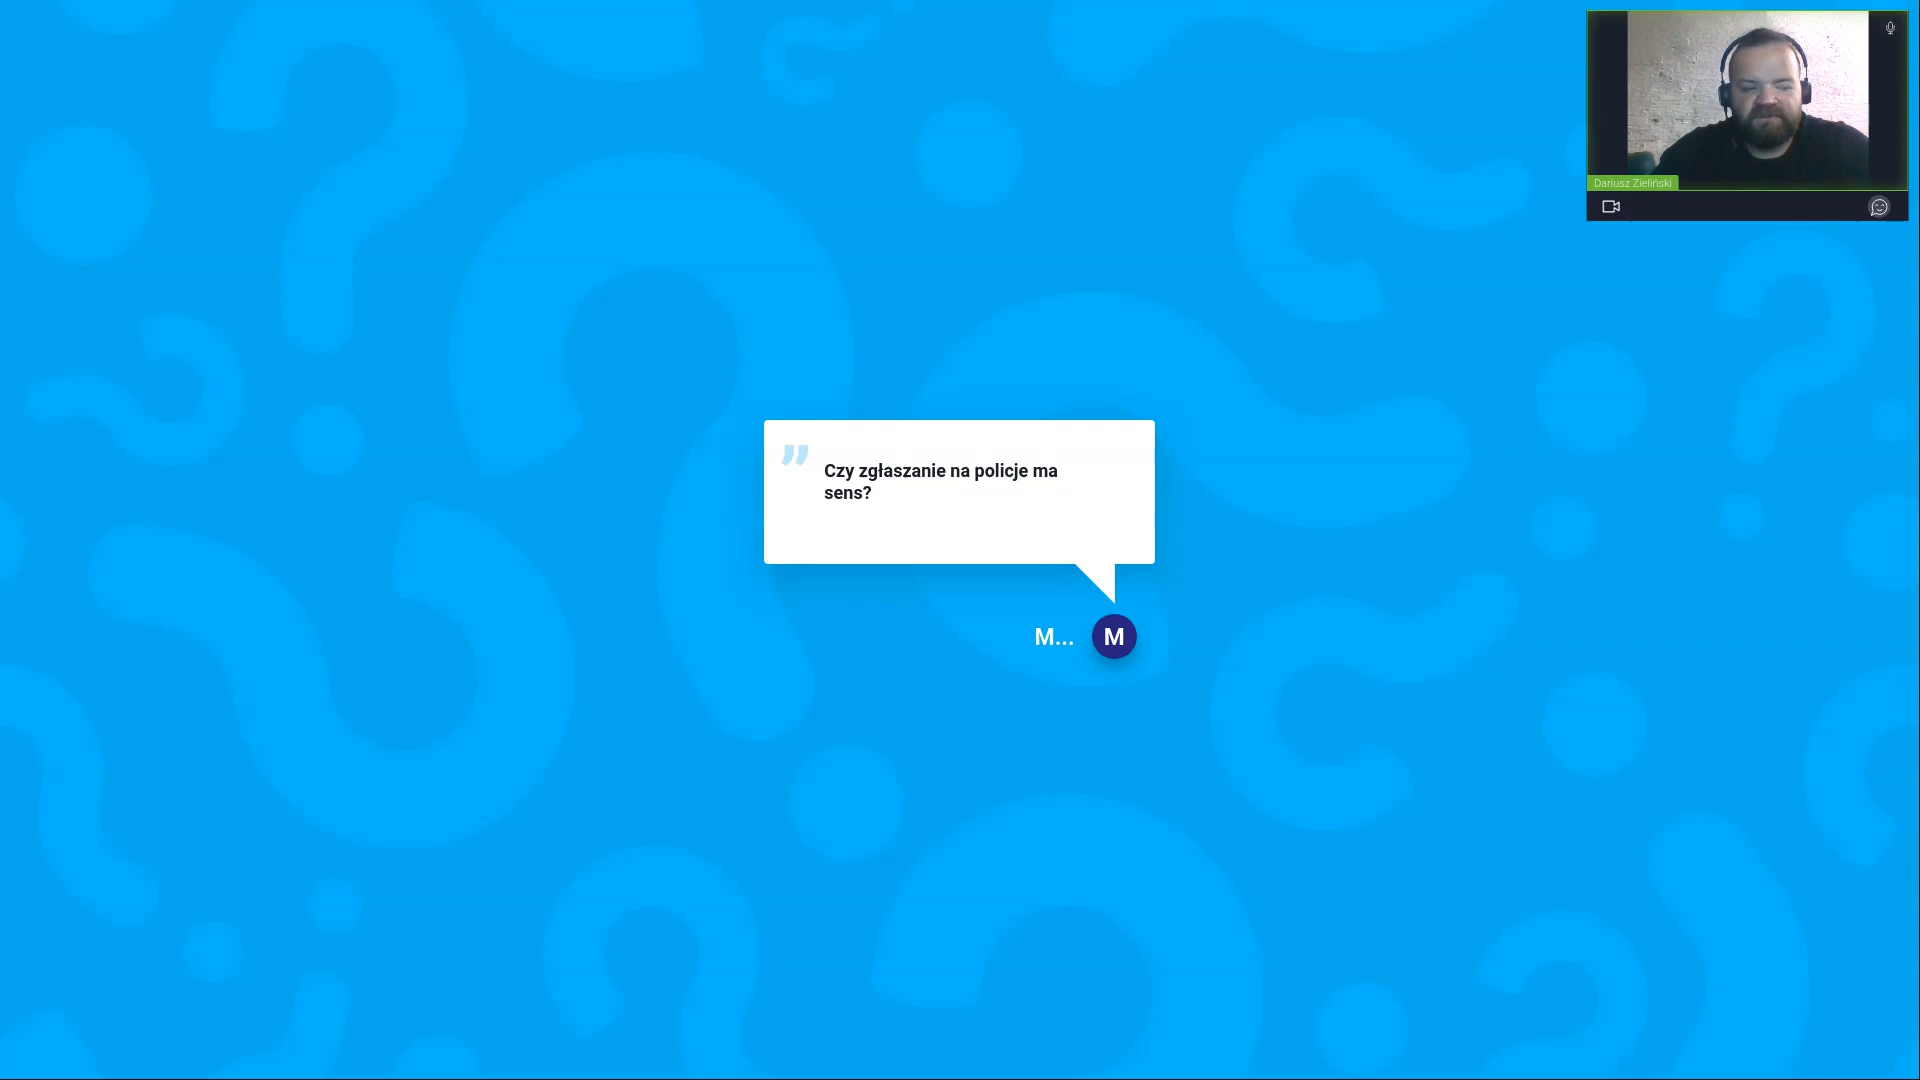 Dariusz Zieliński
Czy zgłaszanie na policje ma
sens?
M...
M